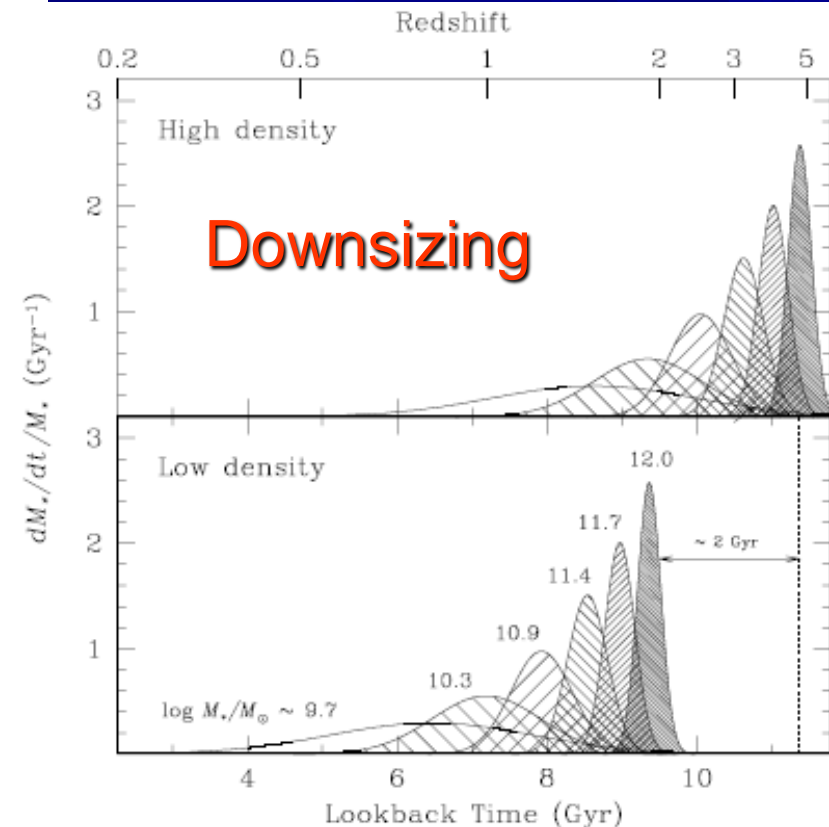 Redshift
0.2 0.5 1 2 3 5
3
High density
Downsizing
2
1
dM*/dt/M* (Gyr⁻¹)
3
Low density
12.0
11.7
~ 2 Gyr
2
11.4
10.9
1
10.3
log M*/M⊙ ~ 9.7
4 6 8 10
Lookback Time (Gyr)